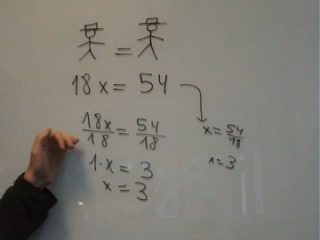 =
18x = 54
18x/18 = 54/18
1·x = 3
x = 3
x = 54/18
x = 3